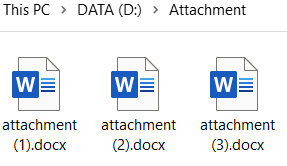 This PC > DATA (D:) > Attachment
W W W
attachment attachment attachment
(1).docx (2).docx (3).docx